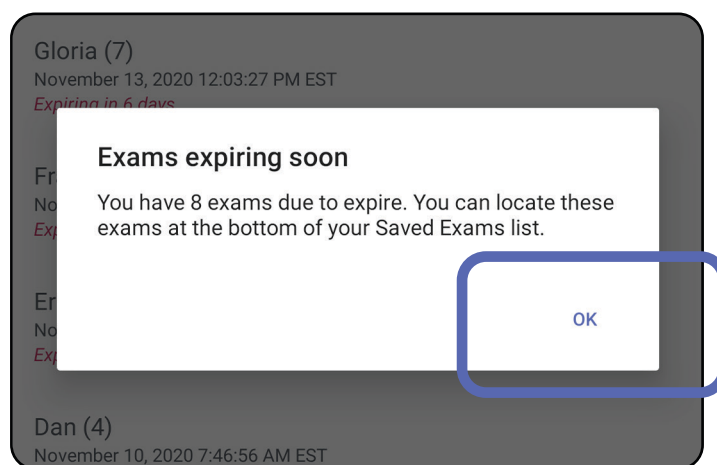 Gloria (7)
November 13, 2020 12:03:27 PM EST
Expiring in 6 days
Exams expiring soon
You have 8 exams due to expire. You can locate these
exams at the bottom of your Saved Exams list.
OK
Dan (4)
November 10, 2020 7:46:56 AM EST